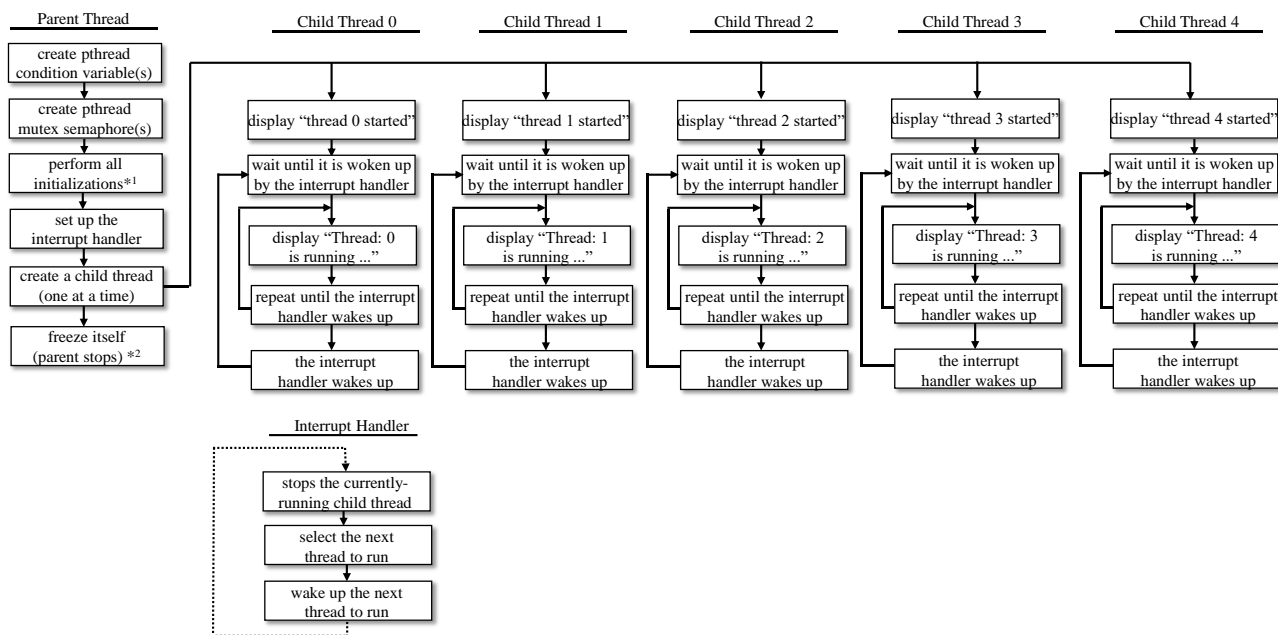 Parent Thread
create pthread
condition variable(s)
create pthread
mutex semaphore(s)
perform all
initializations*1
set up the
interrupt handler
create a child thread
(one at a time)
freeze itself
(parent stops) *2
Child Thread 0
display “thread 0 started”
wait until it is woken up
by the interrupt handler
display “Thread: 0
is running ...”
repeat until the interrupt
handler wakes up
the interrupt
handler wakes up
Child Thread 1
display “thread 1 started”
wait until it is woken up
by the interrupt handler
display “Thread: 1
is running ...”
repeat until the interrupt
handler wakes up
the interrupt
handler wakes up
Child Thread 2
display “thread 2 started”
wait until it is woken up
by the interrupt handler
display “Thread: 2
is running ...”
repeat until the interrupt
handler wakes up
the interrupt
handler wakes up
Child Thread 3
display “thread 3 started”
wait until it is woken up
by the interrupt handler
display “Thread: 3
is running ...”
repeat until the interrupt
handler wakes up
the interrupt
handler wakes up
Child Thread 4
display “thread 4 started”
wait until it is woken up
by the interrupt handler
display “Thread: 4
is running ...”
repeat until the interrupt
handler wakes up
the interrupt
handler wakes up
Interrupt Handler
stops the currently-
running child thread
select the next
thread to run
wake up the next
thread to run